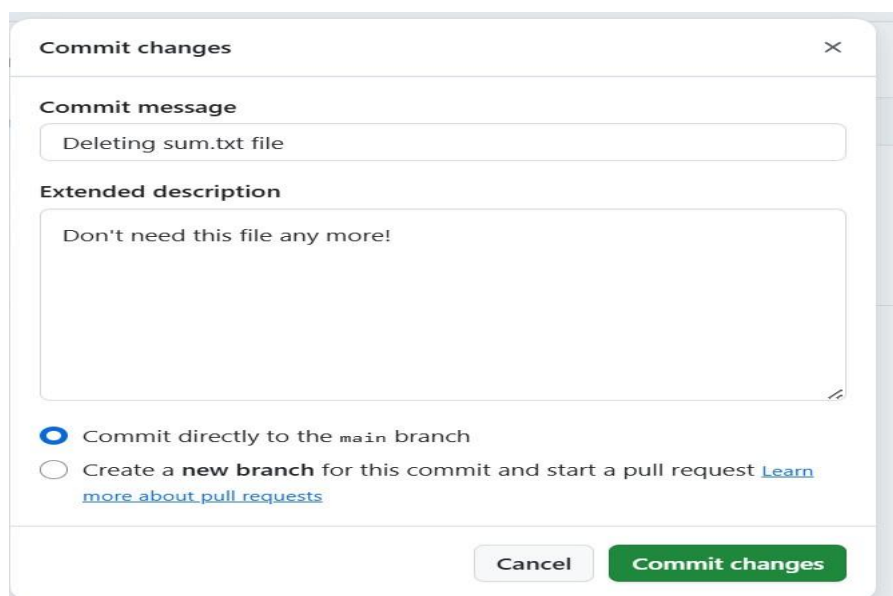 Commit changes
Commit message
Deleting sum.txt file
Extended description
Don't need this file any more!
Commit directly to the main branch
Create a new branch for this commit and start a pull request Learn
more about pull requests
Cancel Commit changes